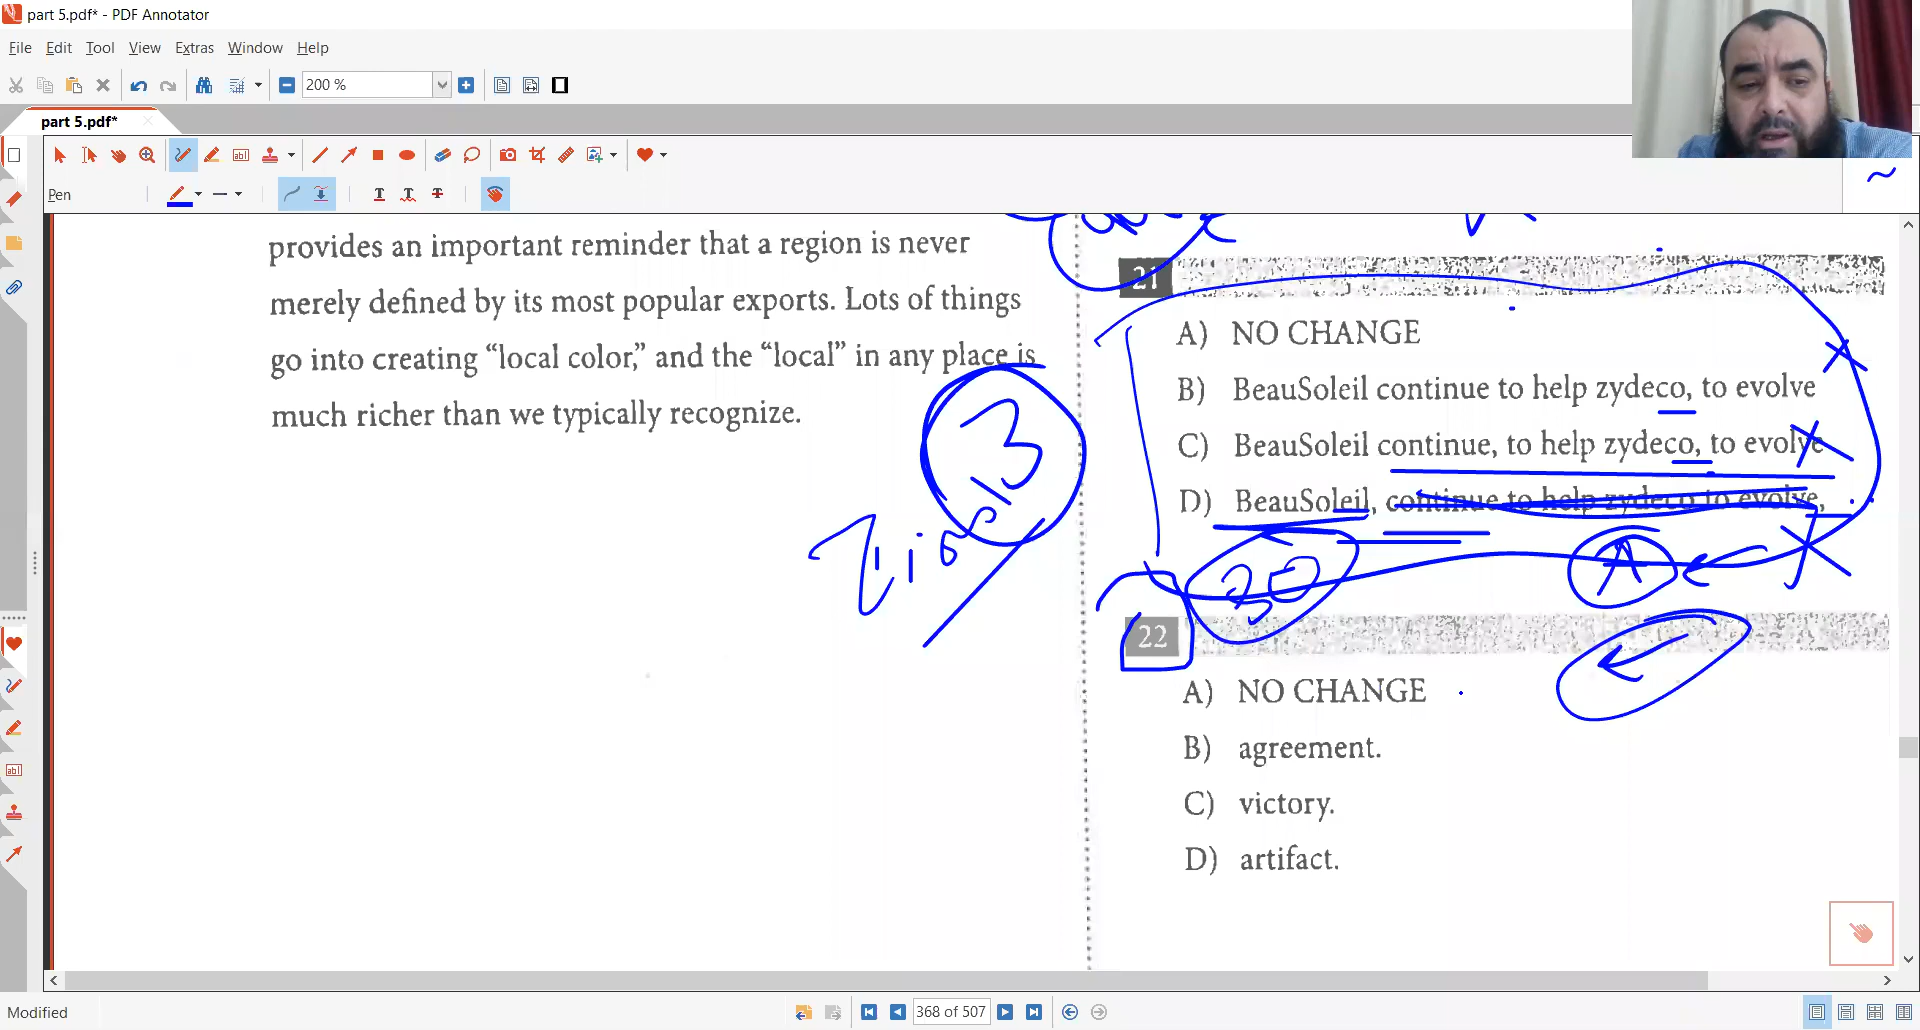 part 5.pdf* - PDF Annotator
File Edit Tool View Extras Window Help
200 %
part 5.pdf*
Pen
provides an important reminder that a region is never
merely defined by its most popular exports. Lots of things
go into creating “local color,” and the “local” in any place is
much richer than we typically recognize.
3
21
A) NO CHANGE
B) BeauSoleil continue to help zydeco, to evolve
C) BeauSoleil continue, to help zydeco, to evolve
D) BeauSoleil, continue to help zydeco to evolve,
30
A
22
A) NO CHANGE
B) agreement.
C) victory.
D) artifact.
Modified
368 of 507